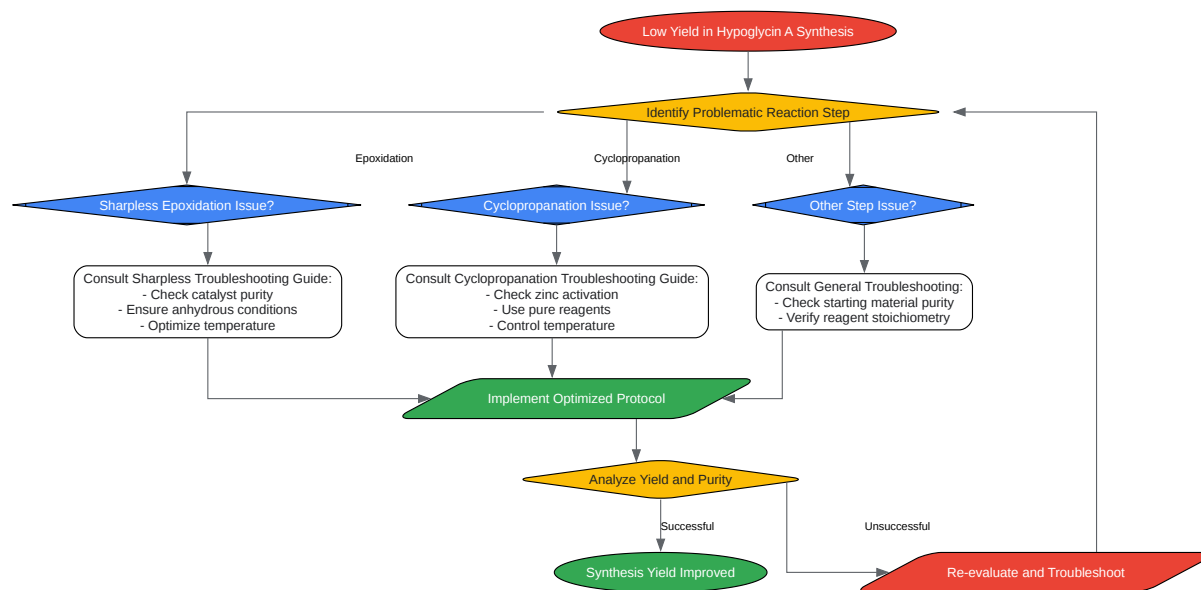 Low Yield in Hypoglycin A Synthesis
Identify Problematic Reaction Step
Epoxidation
Cyclopropanation
Other
Sharpless Epoxidation Issue?
Cyclopropanation Issue?
Other Step Issue?
Consult Sharpless Troubleshooting Guide:
- Check catalyst purity
- Ensure anhydrous conditions
- Optimize temperature
Consult Cyclopropanation Troubleshooting Guide:
- Check zinc activation
- Use pure reagents
- Control temperature
Consult General Troubleshooting:
- Check starting material purity
- Verify reagent stoichiometry
Implement Optimized Protocol
Analyze Yield and Purity
Successful
Unsuccessful
Synthesis Yield Improved
Re-evaluate and Troubleshoot